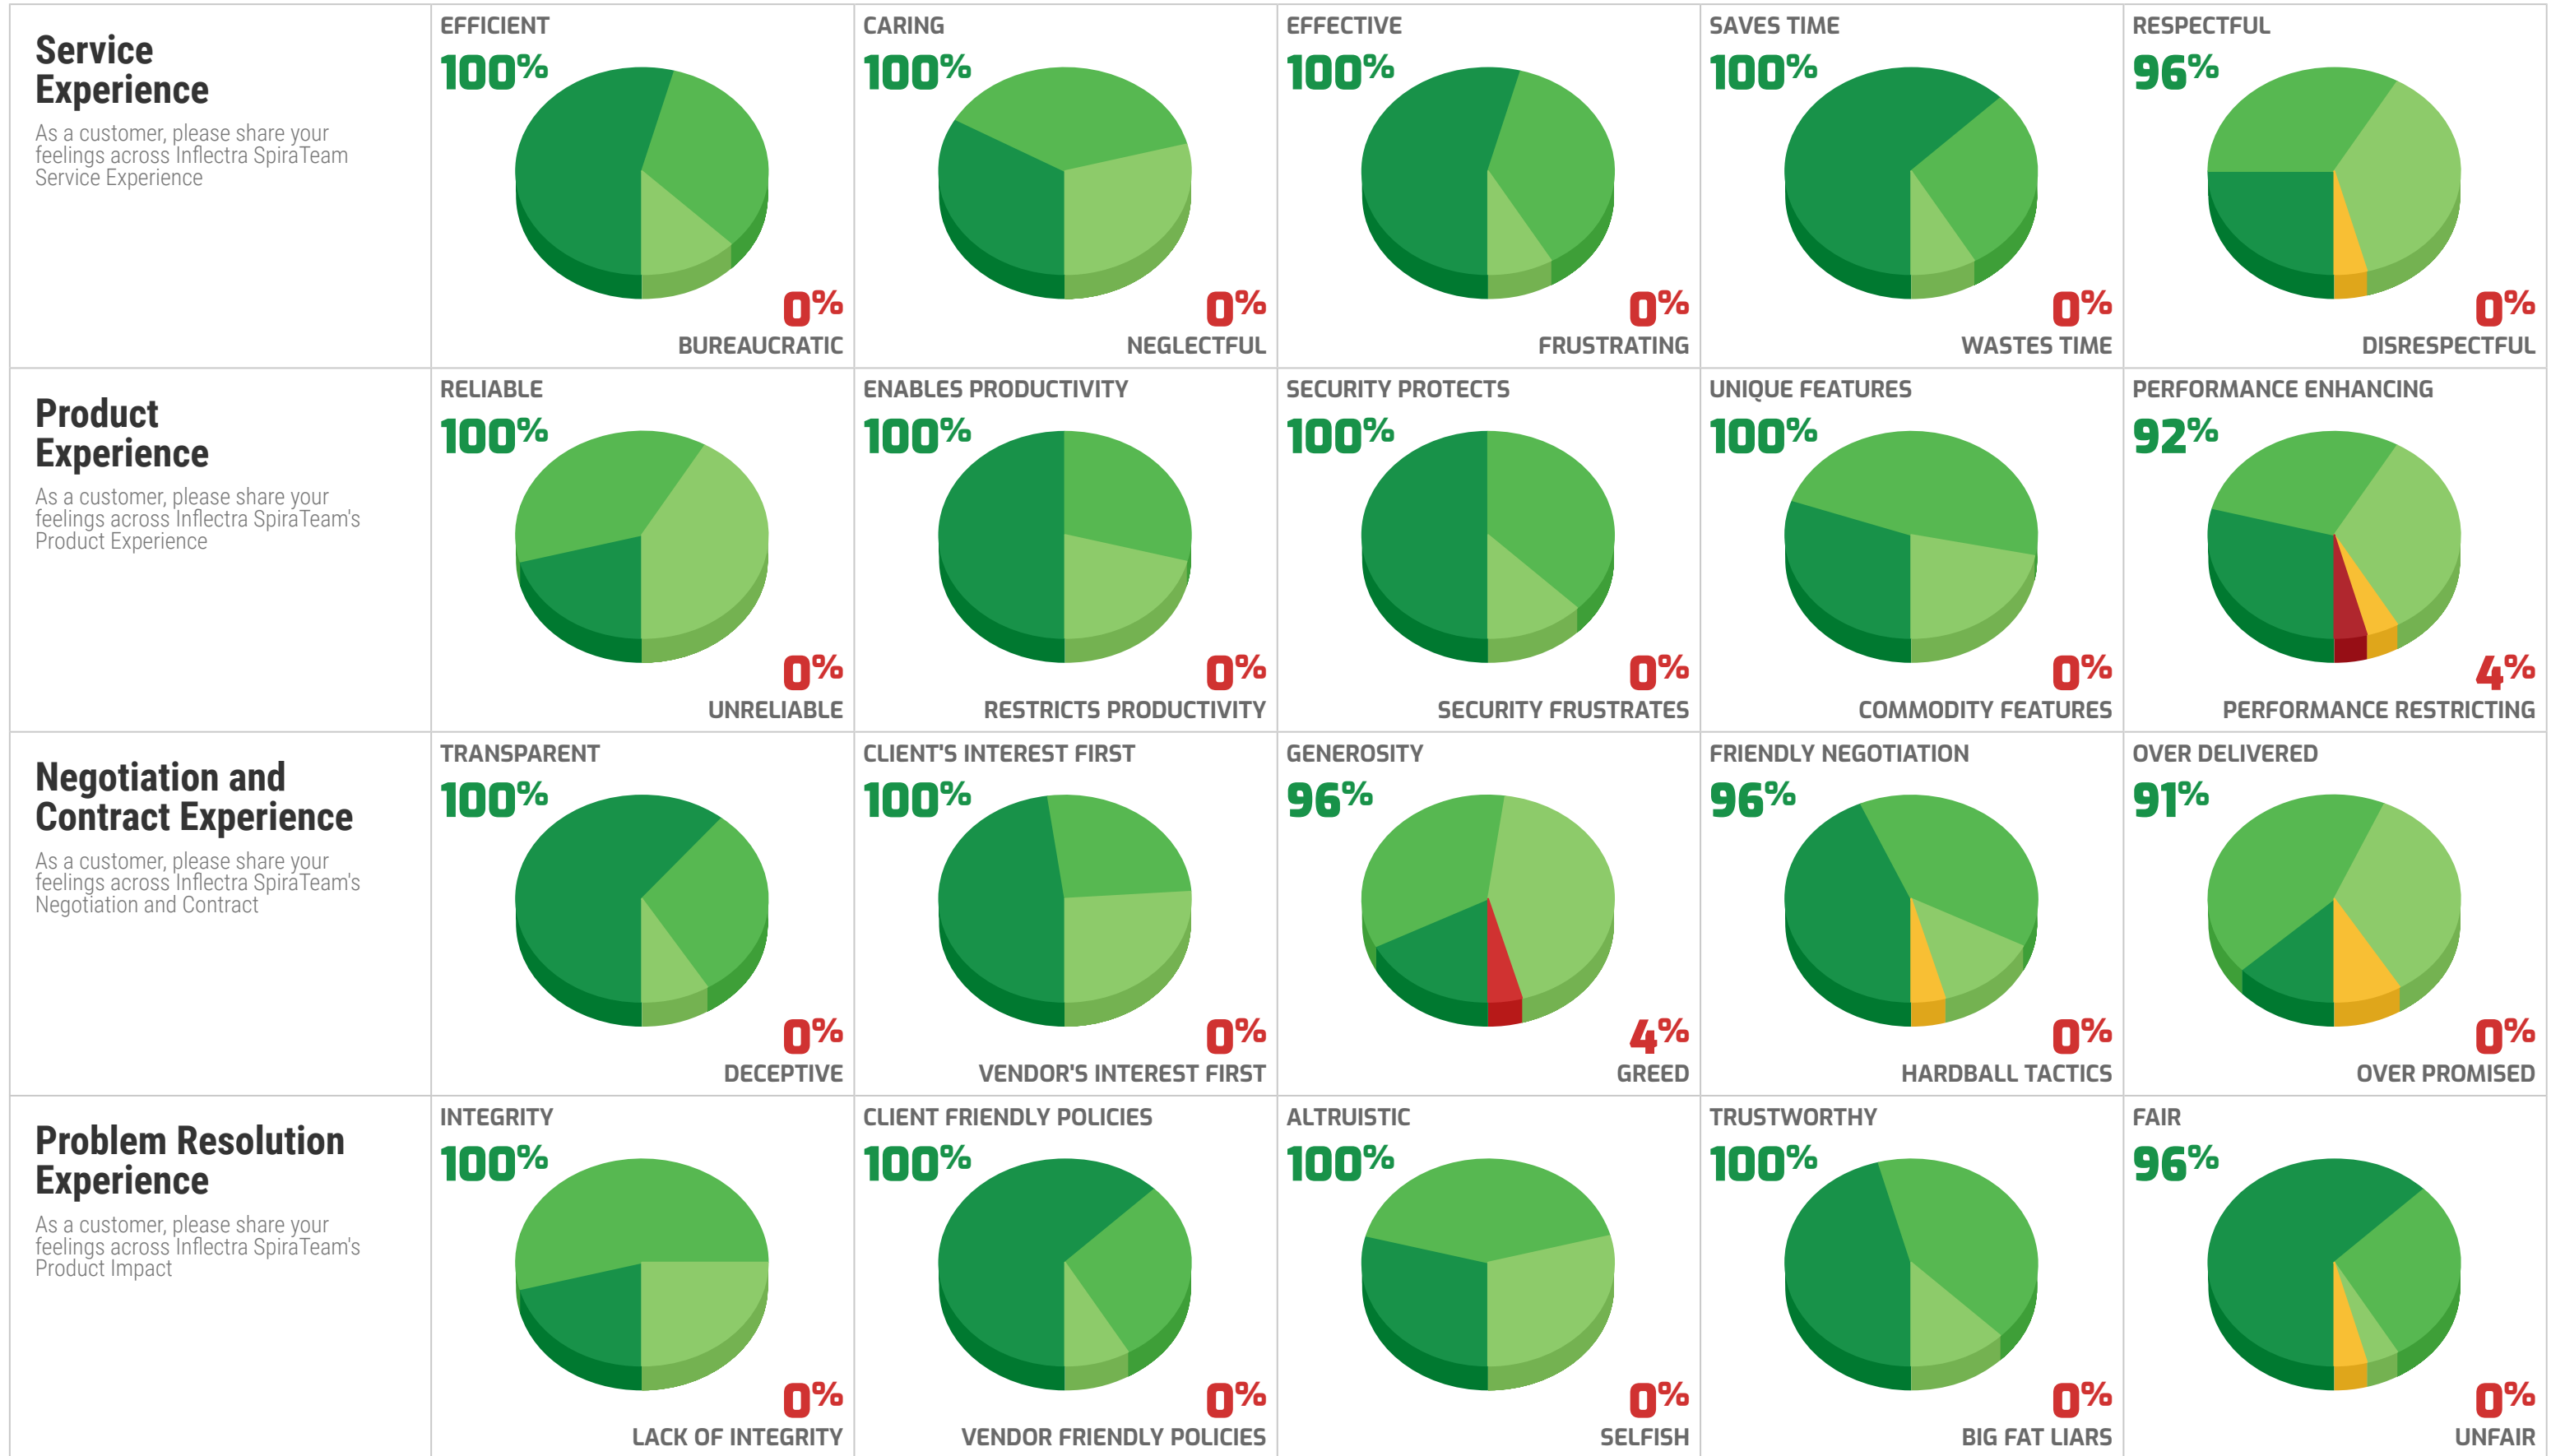 Service
Experience
As a customer, please share your
feelings across Inflectra SpiraTeam
Service Experience
EFFICIENT
100%
0%
BUREAUCRATIC
CARING
100%
0%
NEGLECTFUL
EFFECTIVE
100%
0%
FRUSTRATING
SAVES TIME
100%
0%
WASTES TIME
RESPECTFUL
96%
0%
DISRESPECTFUL
Product
Experience
As a customer, please share your
feelings across Inflectra SpiraTeam's
Product Experience
RELIABLE
100%
0%
UNRELIABLE
ENABLES PRODUCTIVITY
100%
0%
RESTRICTS PRODUCTIVITY
SECURITY PROTECTS
100%
0%
SECURITY FRUSTRATES
UNIQUE FEATURES
100%
0%
COMMODITY FEATURES
PERFORMANCE ENHANCING
92%
4%
PERFORMANCE RESTRICTING
Negotiation and
Contract Experience
As a customer, please share your
feelings across Inflectra SpiraTeam's
Negotiation and Contract
TRANSPARENT
100%
0%
DECEPTIVE
CLIENT'S INTEREST FIRST
100%
0%
VENDOR'S INTEREST FIRST
GENEROSITY
96%
4%
GREED
FRIENDLY NEGOTIATION
96%
0%
HARDBALL TACTICS
OVER DELIVERED
91%
0%
OVER PROMISED
Problem Resolution
Experience
As a customer, please share your
feelings across Inflectra SpiraTeam's
Product Impact
INTEGRITY
100%
0%
LACK OF INTEGRITY
CLIENT FRIENDLY POLICIES
100%
0%
VENDOR FRIENDLY POLICIES
ALTRUISTIC
100%
0%
SELFISH
TRUSTWORTHY
100%
0%
BIG FAT LIARS
FAIR
96%
0%
UNFAIR